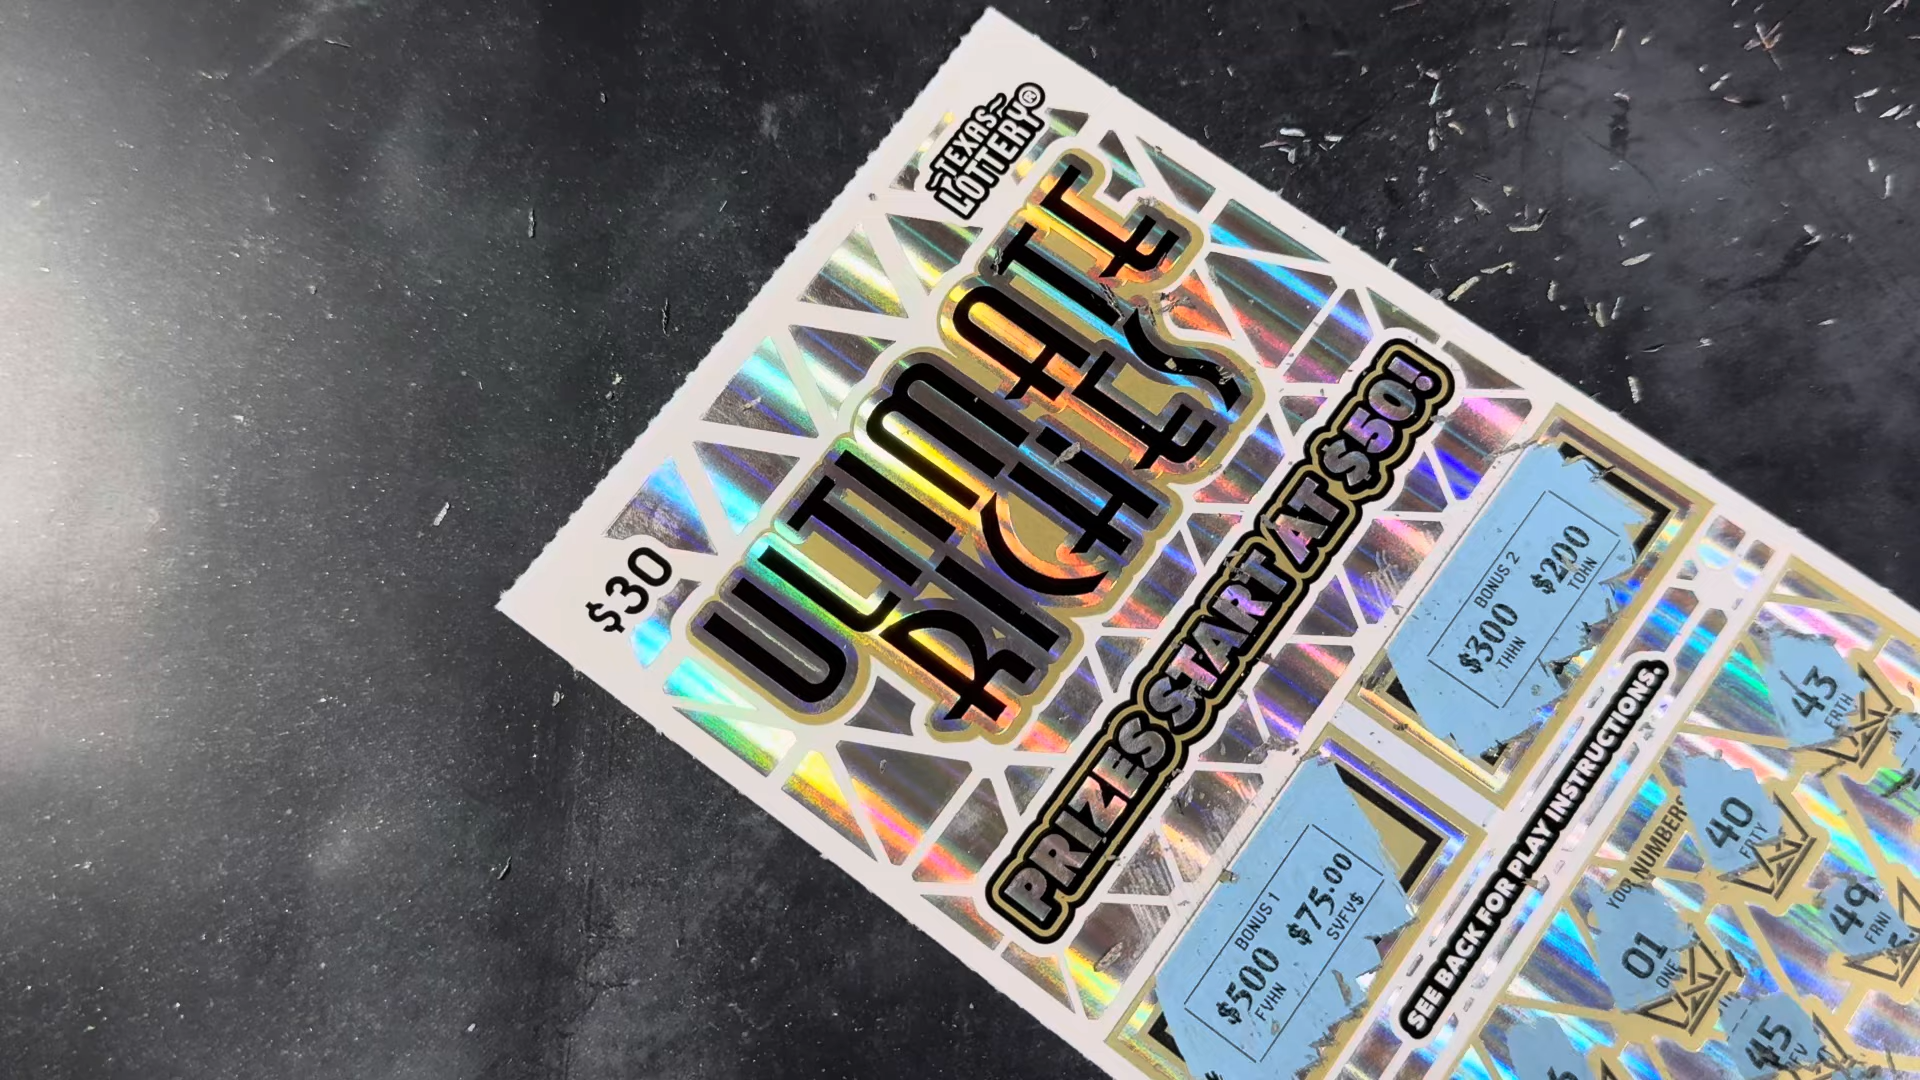 TEXAS
LOTTERY®
$30
ULTIMATE
RICHES
PRIZES START AT $50!
BONUS 1
$500 $75.00
FVHN SVFV$
BONUS 2
$300 $200
THHN TOHN
SEE BACK FOR PLAY INSTRUCTIONS.
YOUR NUMBERS
01
ONE
40
FRTY
43
FRTH
45
49
FRNI